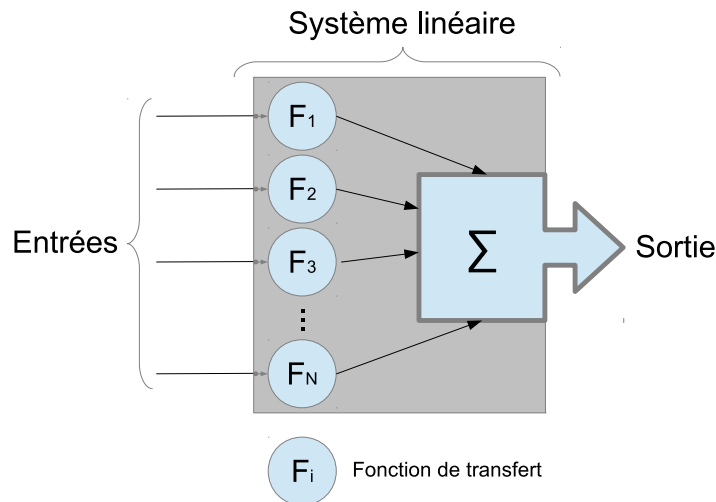 Système linéaire
Entrées
F1
F2
F3
⋮
FN
Σ
Sortie
Fi
Fonction de transfert